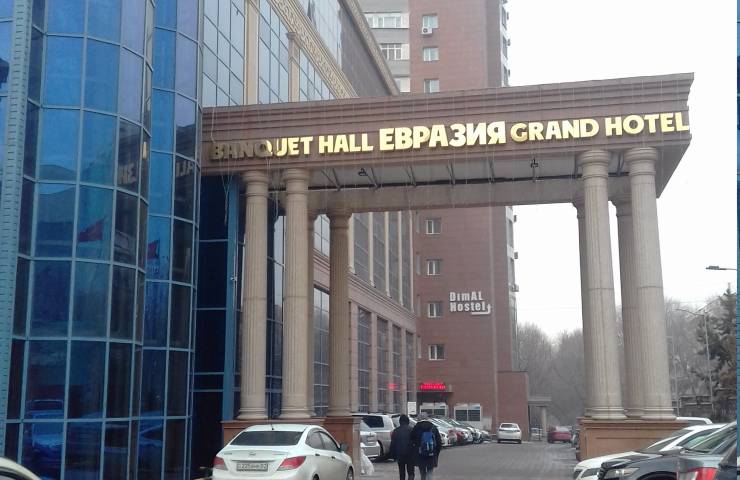 BANQUET HALL ЕВРАЗИЯ GRAND HOTEL
DimAL
Hostel